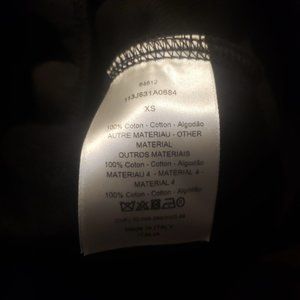 113J631A0684
XS
100% Coton - Cotton - Algodão
AUTRE MATERIAU - OTHER
MATERIAL
OUTROS MATERIAIS
100% Coton - Cotton - Algodão
MATERIAU 4 - MATERIAL 4 -
MATERIAL 4
100% Coton - Cotton - Algodão
MADE IN ITALY